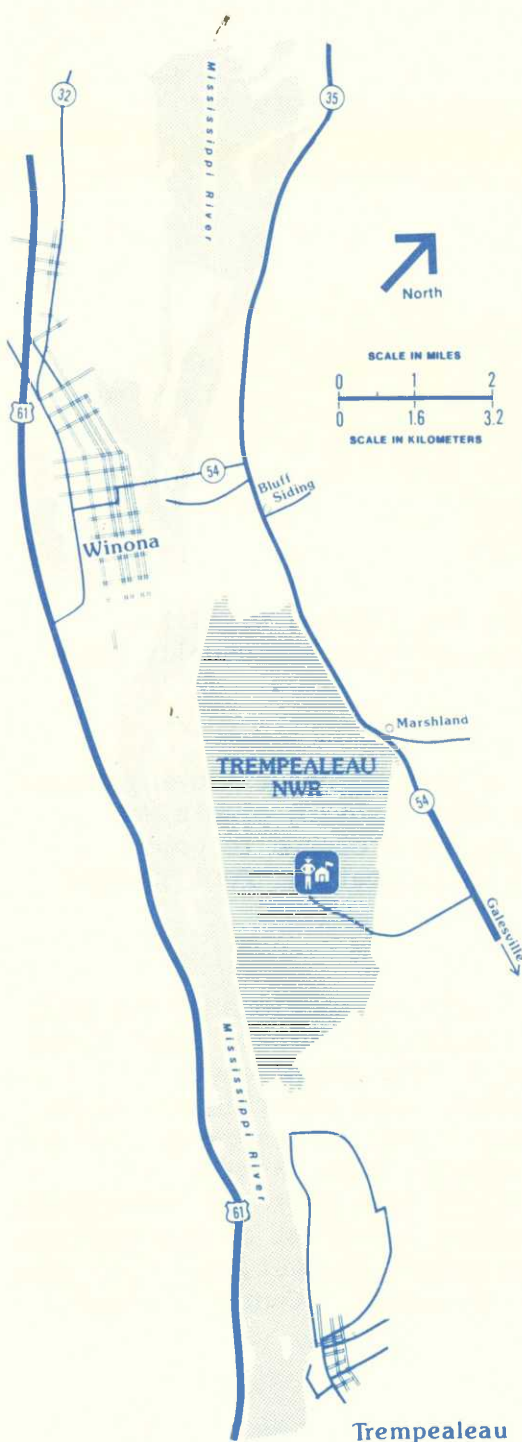 32
Mississippi River
35
North
SCALE IN MILES
0 1 2
0 1.6 3.2
SCALE IN KILOMETERS
61
54
Bluff
Siding
Winona
Marshland
TREMPEALEAU
NWR
54
Galesville
Mississippi River
61
Trempealeau